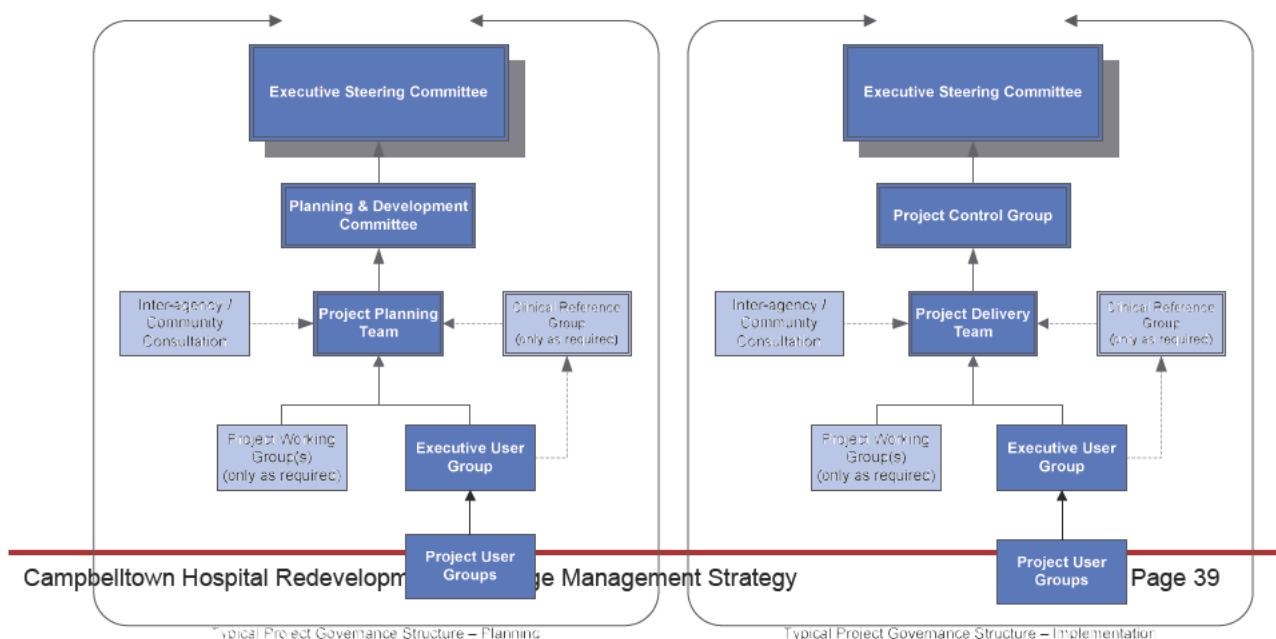 Executive Steering Committee
Planning & Development
Committee
Inter-agency /
Community
Consultation
Project Planning
Team
Clinical Reference
Group
(only as required)
Project Working
Group(s)
(only as required)
Executive User
Group
Project User
Groups
Typical Project Governance Structure – Planning
Executive Steering Committee
Project Control Group
Inter-agency /
Community
Consultation
Project Delivery
Team
Clinical Reference
Group
(only as required)
Project Working
Group(s)
(only as required)
Executive User
Group
Project User
Groups
Typical Project Governance Structure – Implementation
Campbelltown Hospital Redevelopm ge Management Strategy
Page 39